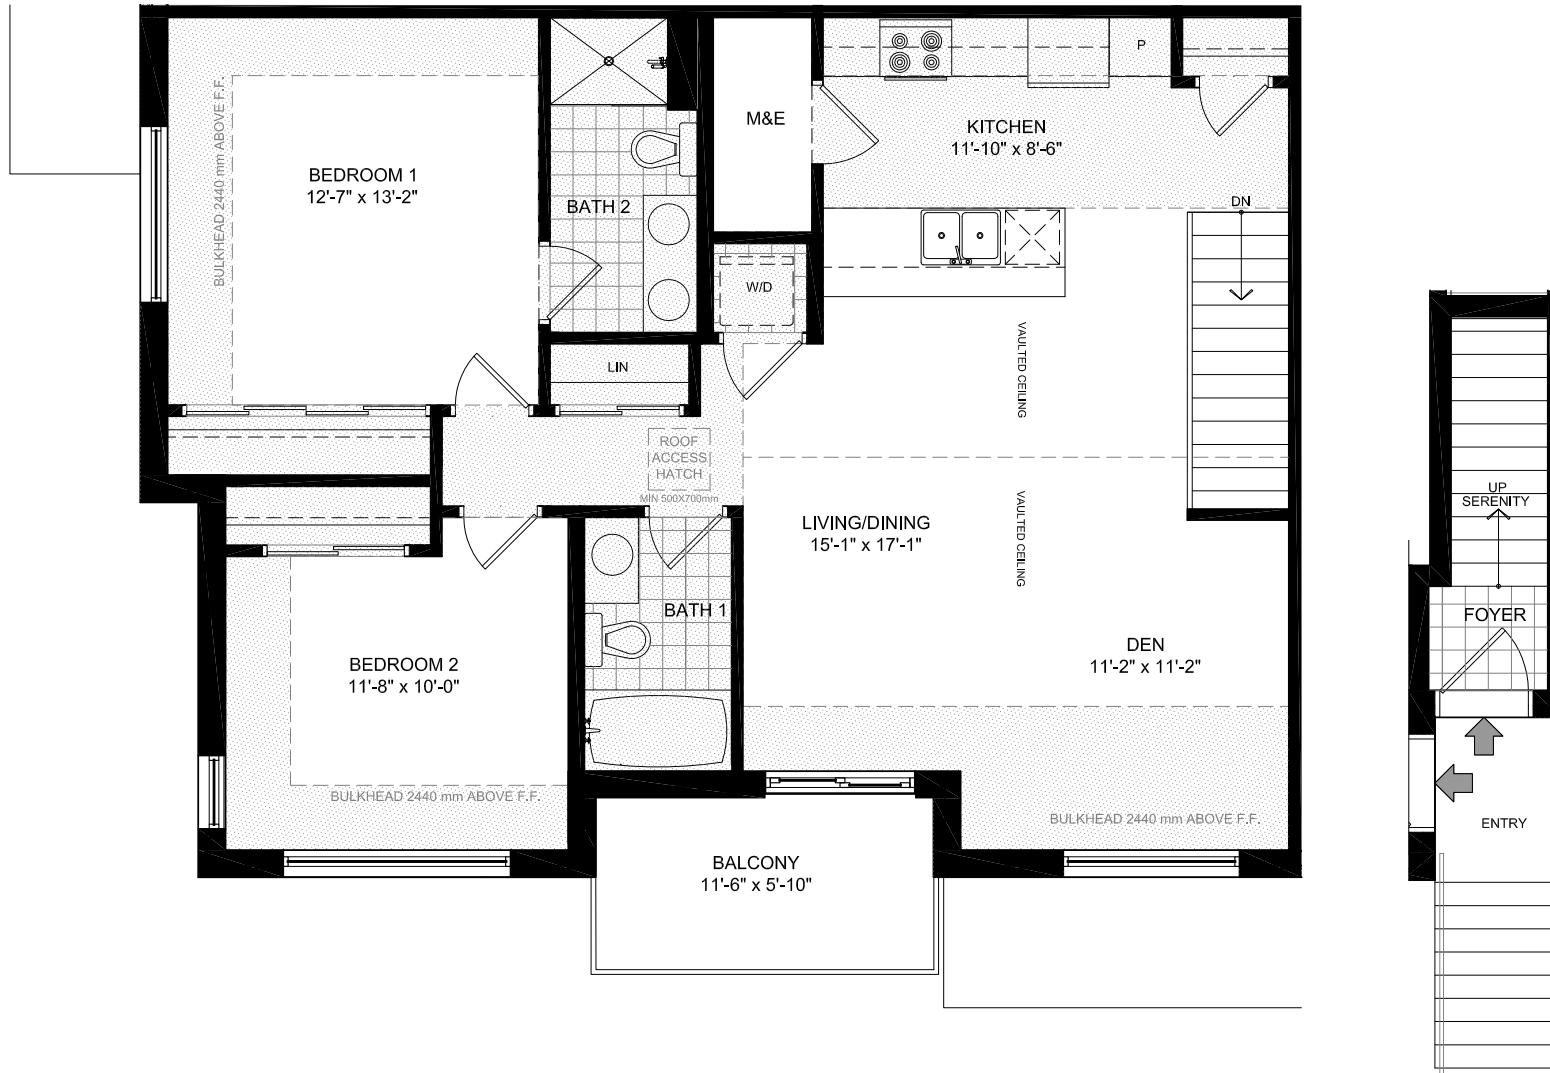 P
M&E
KITCHEN
11'-10" x 8'-6"
BULKHEAD 2440 mm ABOVE F.F.
BEDROOM 1
12'-7" x 13'-2"
BATH 2
DN
W/D
LIN
VAULTED CEILING
ROOF
ACCESS
HATCH
MIN 500X700mm
VAULTED CEILING
LIVING/DINING
15'-1" x 17'-1"
UP
SERENITY
BATH 1
FOYER
DEN
11'-2" x 11'-2"
BEDROOM 2
11'-8" x 10'-0"
BULKHEAD 2440 mm ABOVE F.F.
BULKHEAD 2440 mm ABOVE F.F.
ENTRY
BALCONY
11'-6" x 5'-10"